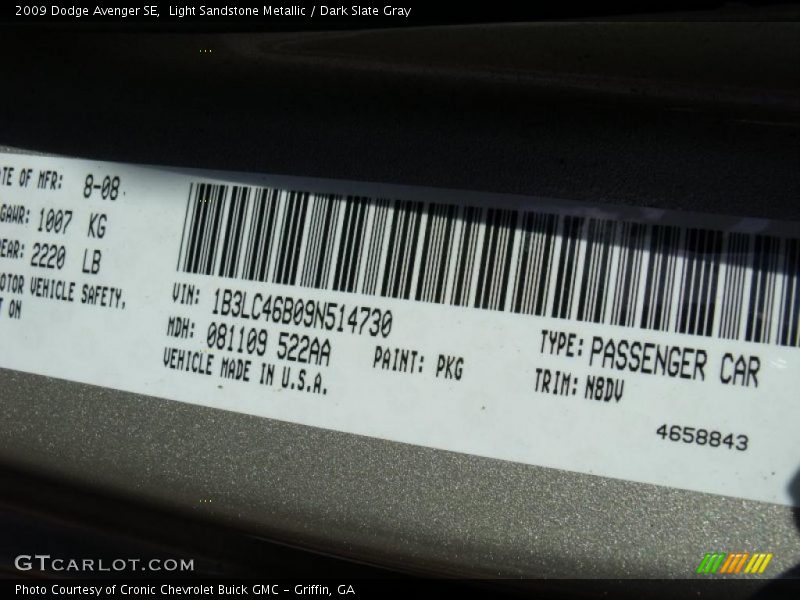 2009 Dodge Avenger SE,  Light Sandstone Metallic / Dark Slate Gray
ATE OF MFR: 8-08
GAWR: 1007 KG
REAR: 2220 LB
OTOR VEHICLE SAFETY,
T ON
VIN: 1B3LC46B09N514730
MDH: 081109 522AA
PAINT: PKG
VEHICLE MADE IN U.S.A.
TYPE: PASSENGER CAR
TRIM: N8DV
4658843
GTCARLOT.COM
Photo Courtesy of Cronic Chevrolet Buick GMC - Griffin, GA